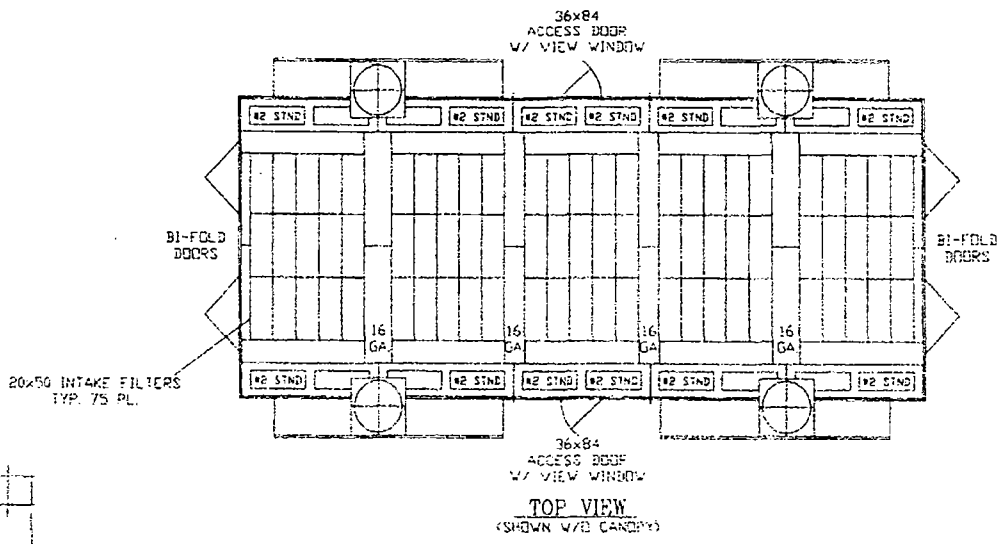 36x84
ACCESS DOOR
W/ VIEW WINDOW
#2 STND #2 STND #2 STND #2 STND #2 STND #2 STND
BI-FOLD
DOORS
BI-FOLD
DOORS
16
GA.
16
GA.
16
GA.
16
GA.
20x50 INTAKE FILTERS
TYP. 75 PL.
#2 STND #2 STND #2 STND #2 STND #2 STND #2 STND
36x84
ACCESS DOOR
W/ VIEW WINDOW
TOP VIEW
(SHOWN W/O CANOPY)